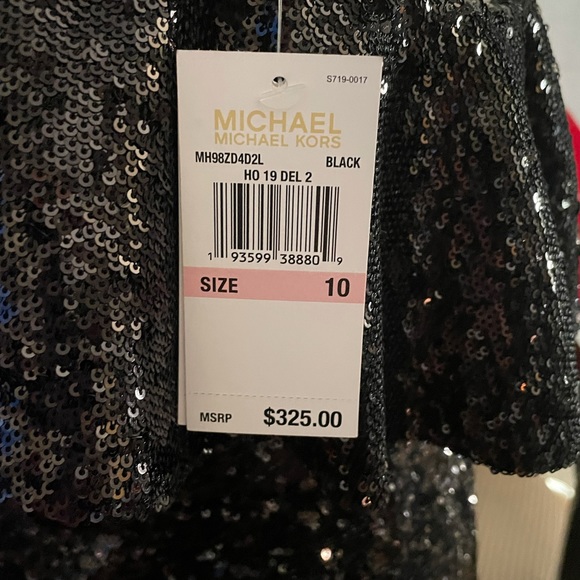 S719-0017
MICHAEL
MICHAEL KORS
MH98ZD4D2L BLACK
HO 19 DEL 2
1 93599 38880 9
SIZE 10
MSRP $325.00